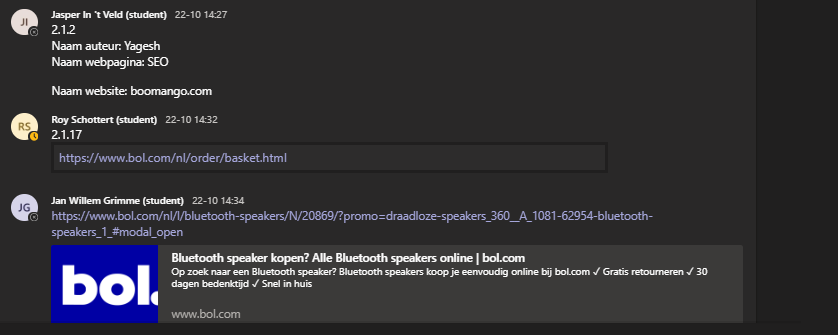 JI
Jasper In 't Veld (student) 22-10 14:27
2.1.2
Naam auteur: Yagesh
Naam webpagina: SEO
Naam website: boomango.com
RS
Roy Schottert (student) 22-10 14:32
2.1.17
https://www.bol.com/nl/order/basket.html
JG
Jan Willem Grimme (student) 22-10 14:34
https://www.bol.com/nl/l/bluetooth-speakers/N/20869/?promo=draadloze-speakers_360__A_1081-62954-bluetooth-
speakers_1_#modal_open
bol.
Bluetooth speaker kopen? Alle Bluetooth speakers online | bol.com
Op zoek naar een Bluetooth speaker? Bluetooth speakers koop je eenvoudig online bij bol.com ✓ Gratis retourneren ✓ 30
dagen bedenktijd ✓ Snel in huis
www.bol.com